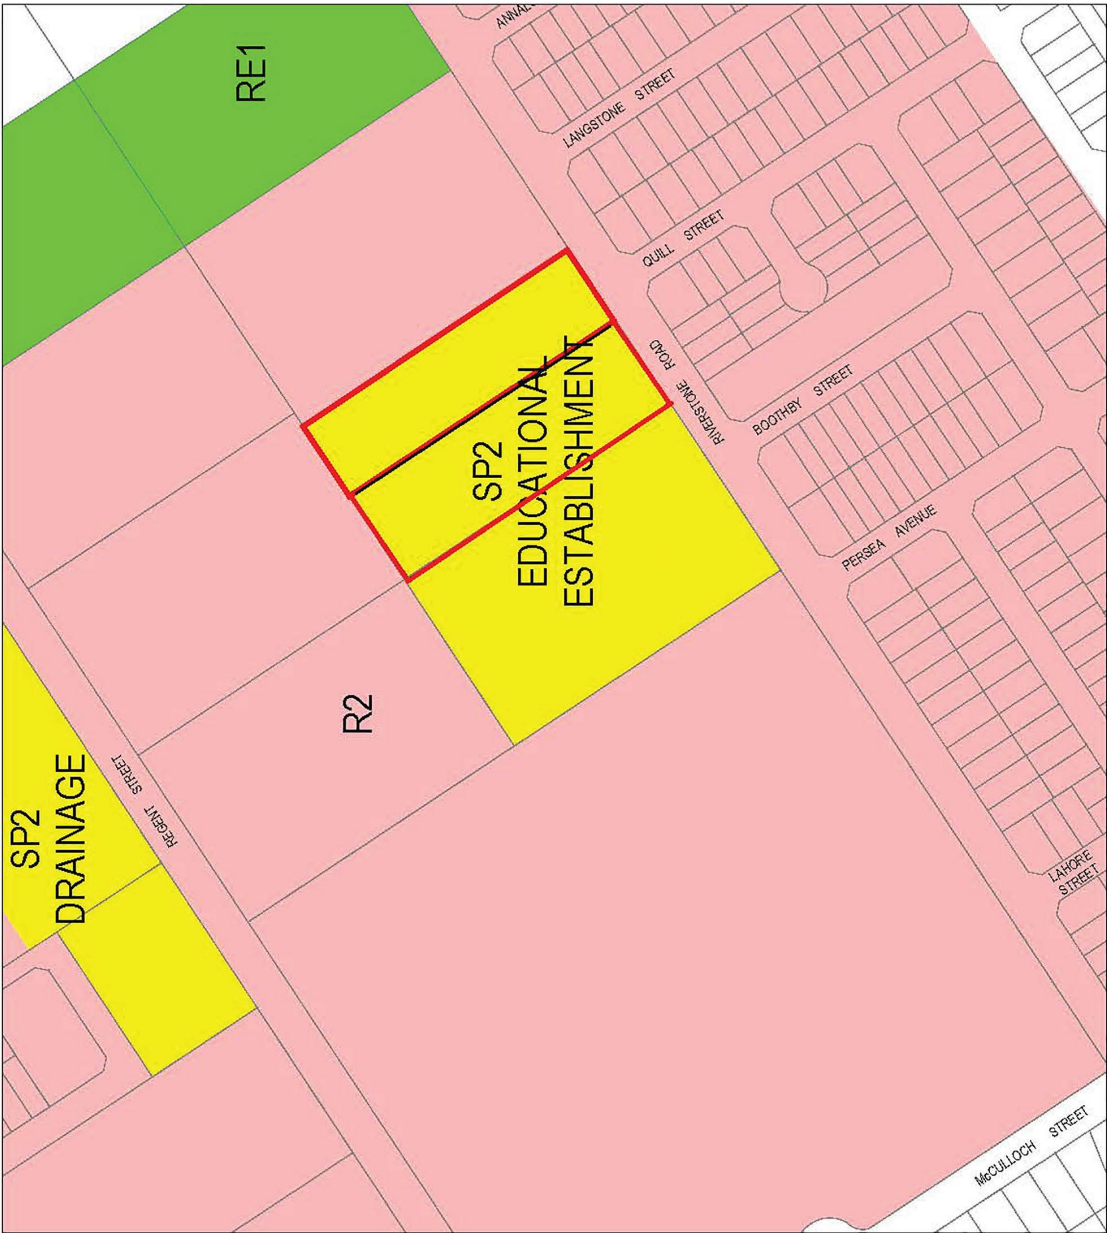 RE1
LANGSTONE STREET
QUILL STREET
RIVERSTONE ROAD
BOOTHBY STREET
SP2
EDUCATIONAL
ESTABLISHMENT
PERSEA AVENUE
R2
REGENT STREET
SP2
DRAINAGE
LAHORE
STREET
McCULLOCH STREET